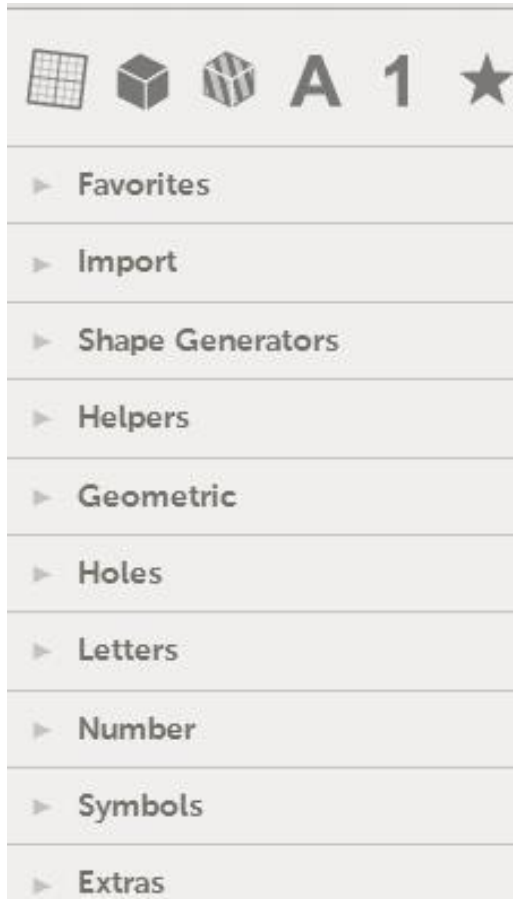 A 1
Favorites
Import
Shape Generators
Helpers
Geometric
Holes
Letters
Number
Symbols
Extras